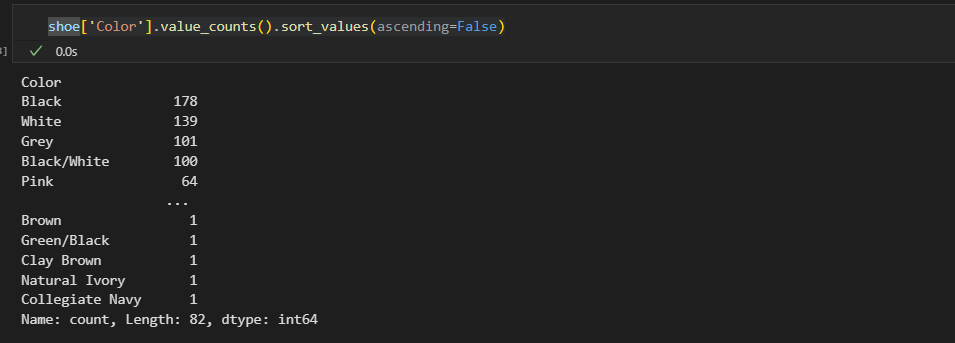 shoe['Color'].value_counts().sort_values(ascending=False)
] ✓ 0.0s
Color
Black 178
White 139
Grey 101
Black/White 100
Pink 64
...
Brown 1
Green/Black 1
Clay Brown 1
Natural Ivory 1
Collegiate Navy 1
Name: count, Length: 82, dtype: int64